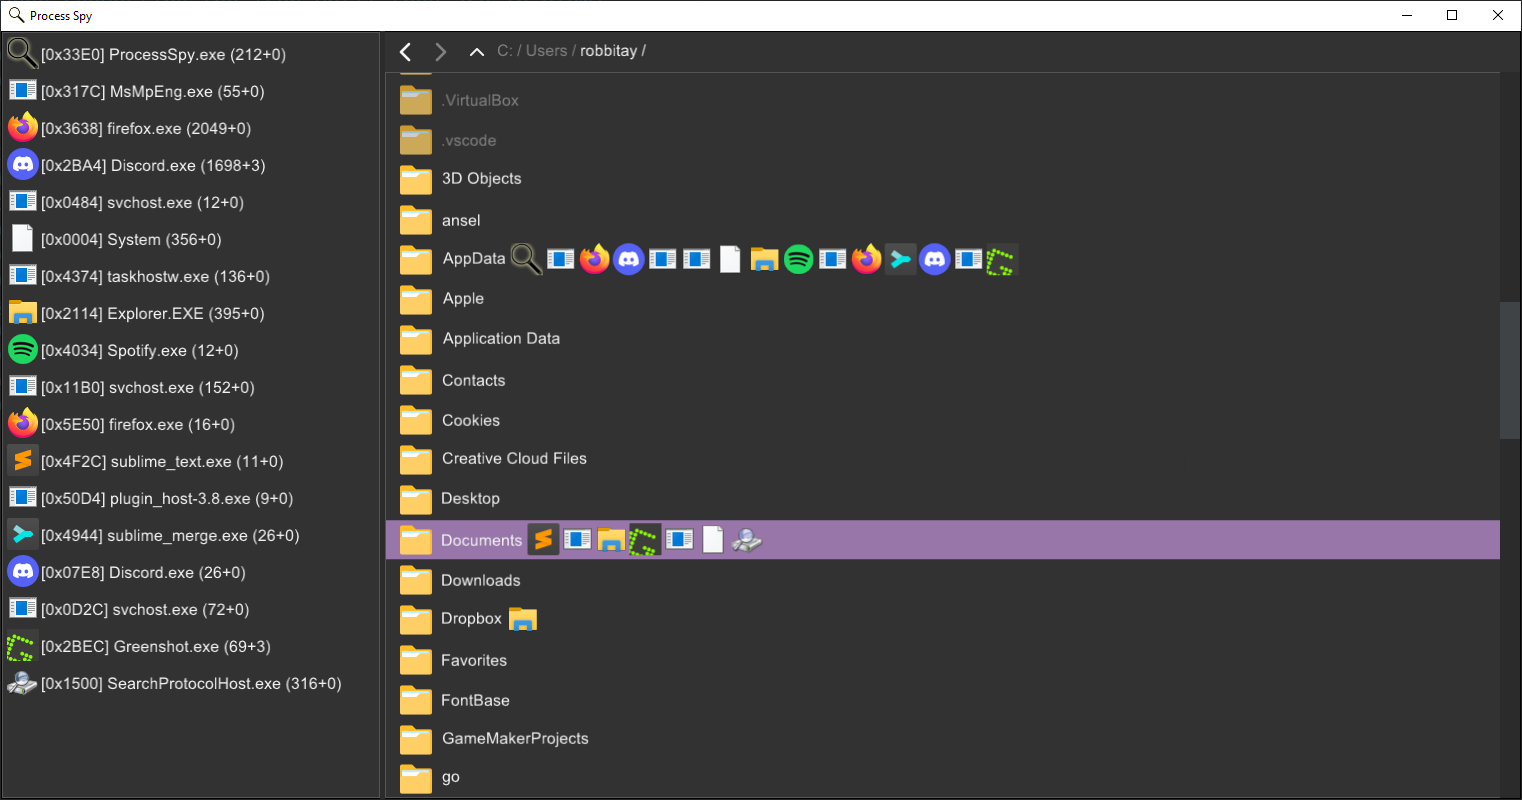 Process Spy
[0x33E0] ProcessSpy.exe (212+0)
[0x317C] MsMpEng.exe (55+0)
[0x3638] firefox.exe (2049+0)
[0x2BA4] Discord.exe (1698+3)
[0x0484] svchost.exe (12+0)
[0x0004] System (356+0)
[0x4374] taskhostw.exe (136+0)
[0x2114] Explorer.EXE (395+0)
[0x4034] Spotify.exe (12+0)
[0x11B0] svchost.exe (152+0)
[0x5E50] firefox.exe (16+0)
[0x4F2C] sublime_text.exe (11+0)
[0x50D4] plugin_host-3.8.exe (9+0)
[0x4944] sublime_merge.exe (26+0)
[0x07E8] Discord.exe (26+0)
[0x0D2C] svchost.exe (72+0)
[0x2BEC] Greenshot.exe (69+3)
[0x1500] SearchProtocolHost.exe (316+0)
C: / Users / robbitay /
.VirtualBox
.vscode
3D Objects
ansel
AppData
Apple
Application Data
Contacts
Cookies
Creative Cloud Files
Desktop
Documents
Downloads
Dropbox
Favorites
FontBase
GameMakerProjects
go